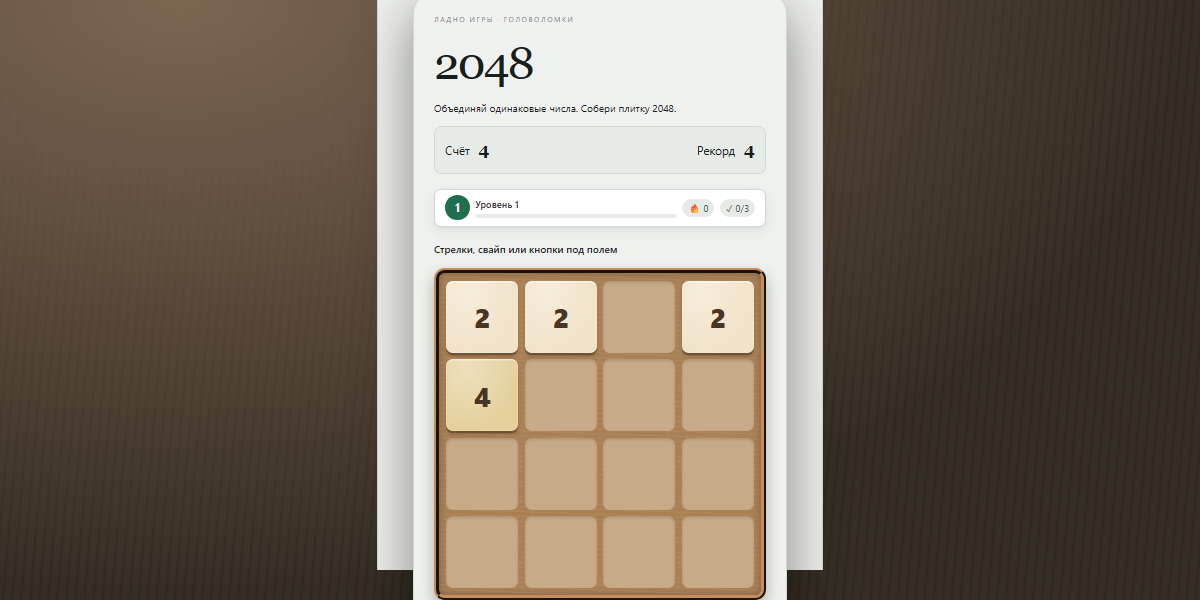 ЛАДНО ИГРЫ · ГОЛОВОЛОМКИ
2048
Объединяй одинаковые числа. Собери плитку 2048.
Счёт 4 Рекорд 4
1 Уровень 1 🔥 0 ✓ 0/3
Стрелки, свайп или кнопки под полем
2 2 2
4